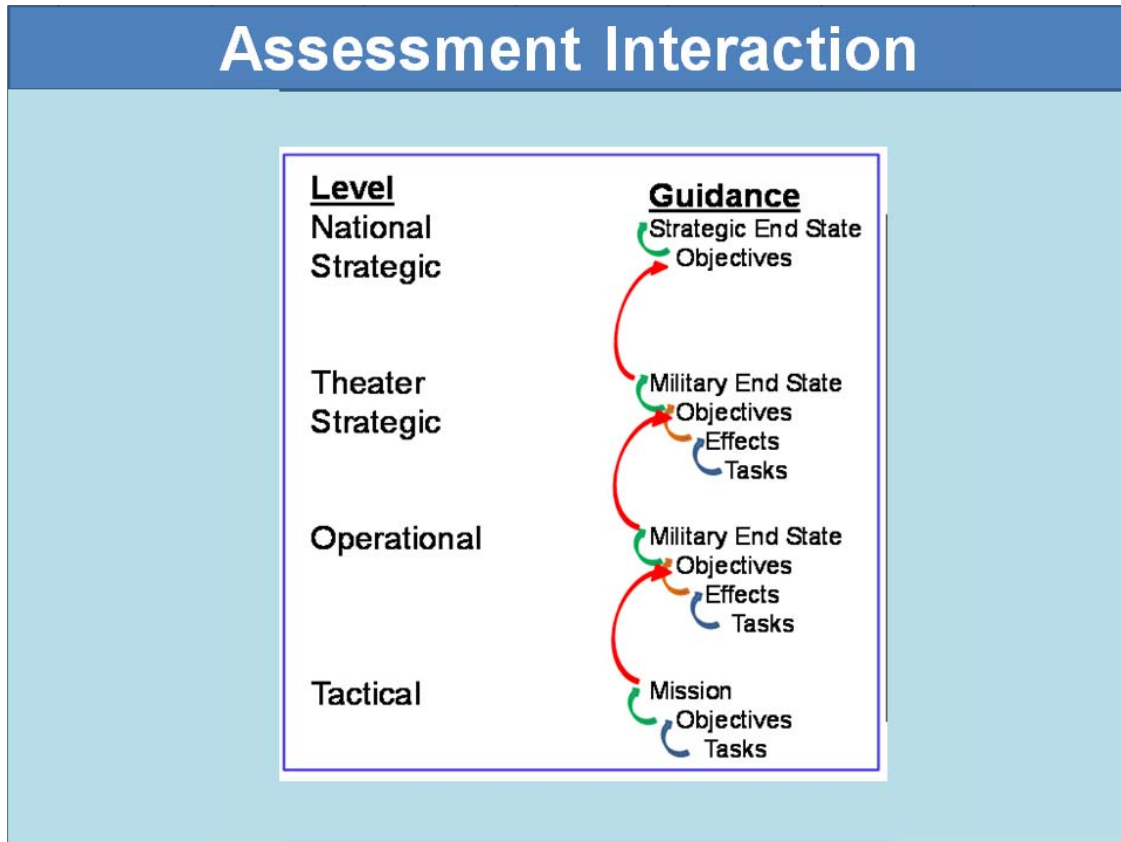 Assessment Interaction
Level
Guidance
National
Strategic
Strategic End State
Objectives
Theater
Strategic
Military End State
Objectives
Effects
Tasks
Operational
Military End State
Objectives
Effects
Tasks
Tactical
Mission
Objectives
Tasks